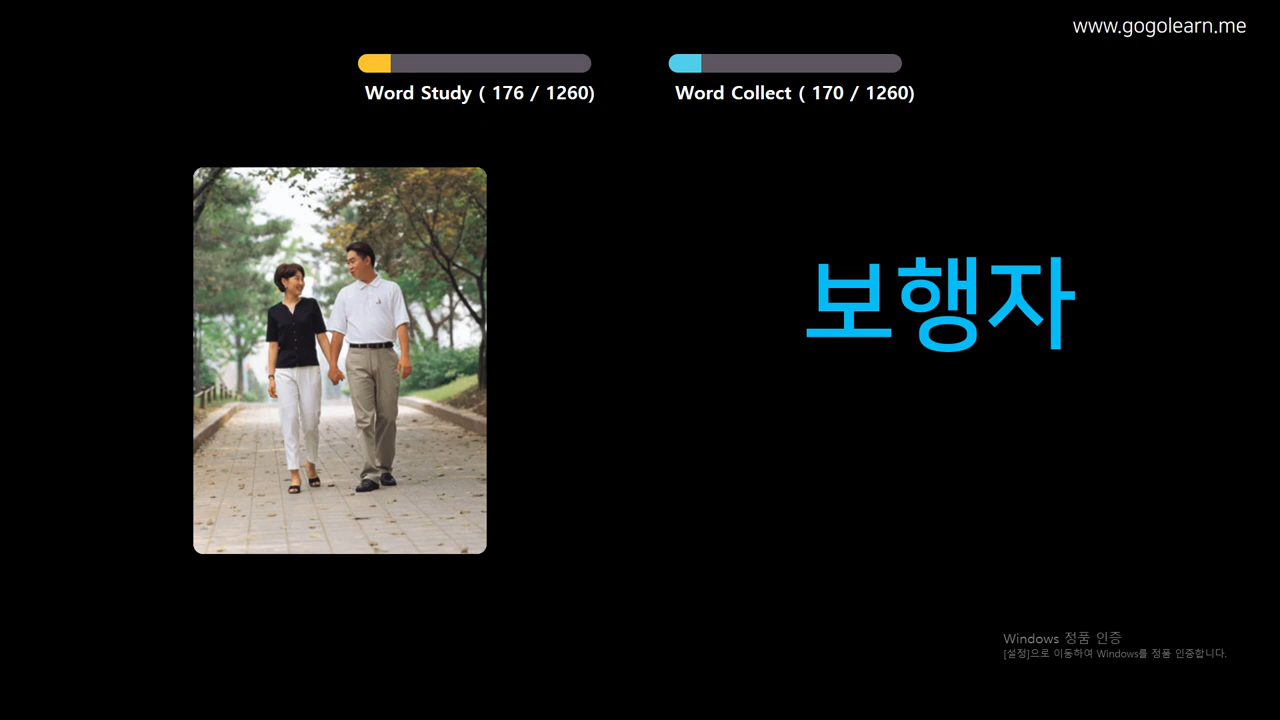 www.gogolearn.me
Word Study ( 176 / 1260)
Word Collect ( 170 / 1260)
보행자
Windows 정품 인증
[설정]으로 이동하여 Windows를 정품 인증합니다.